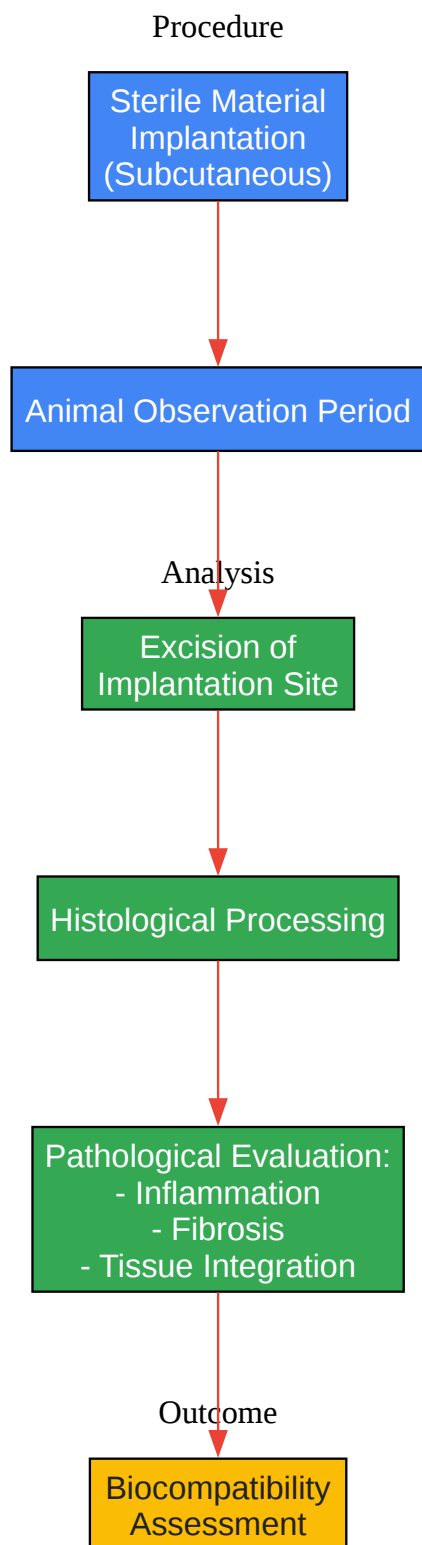 Procedure
Sterile Material
Implantation
(Subcutaneous)
Animal Observation Period
Analysis
Excision of
Implantation Site
Histological Processing
Pathological Evaluation:
- Inflammation
- Fibrosis
- Tissue Integration
Outcome
Biocompatibility
Assessment